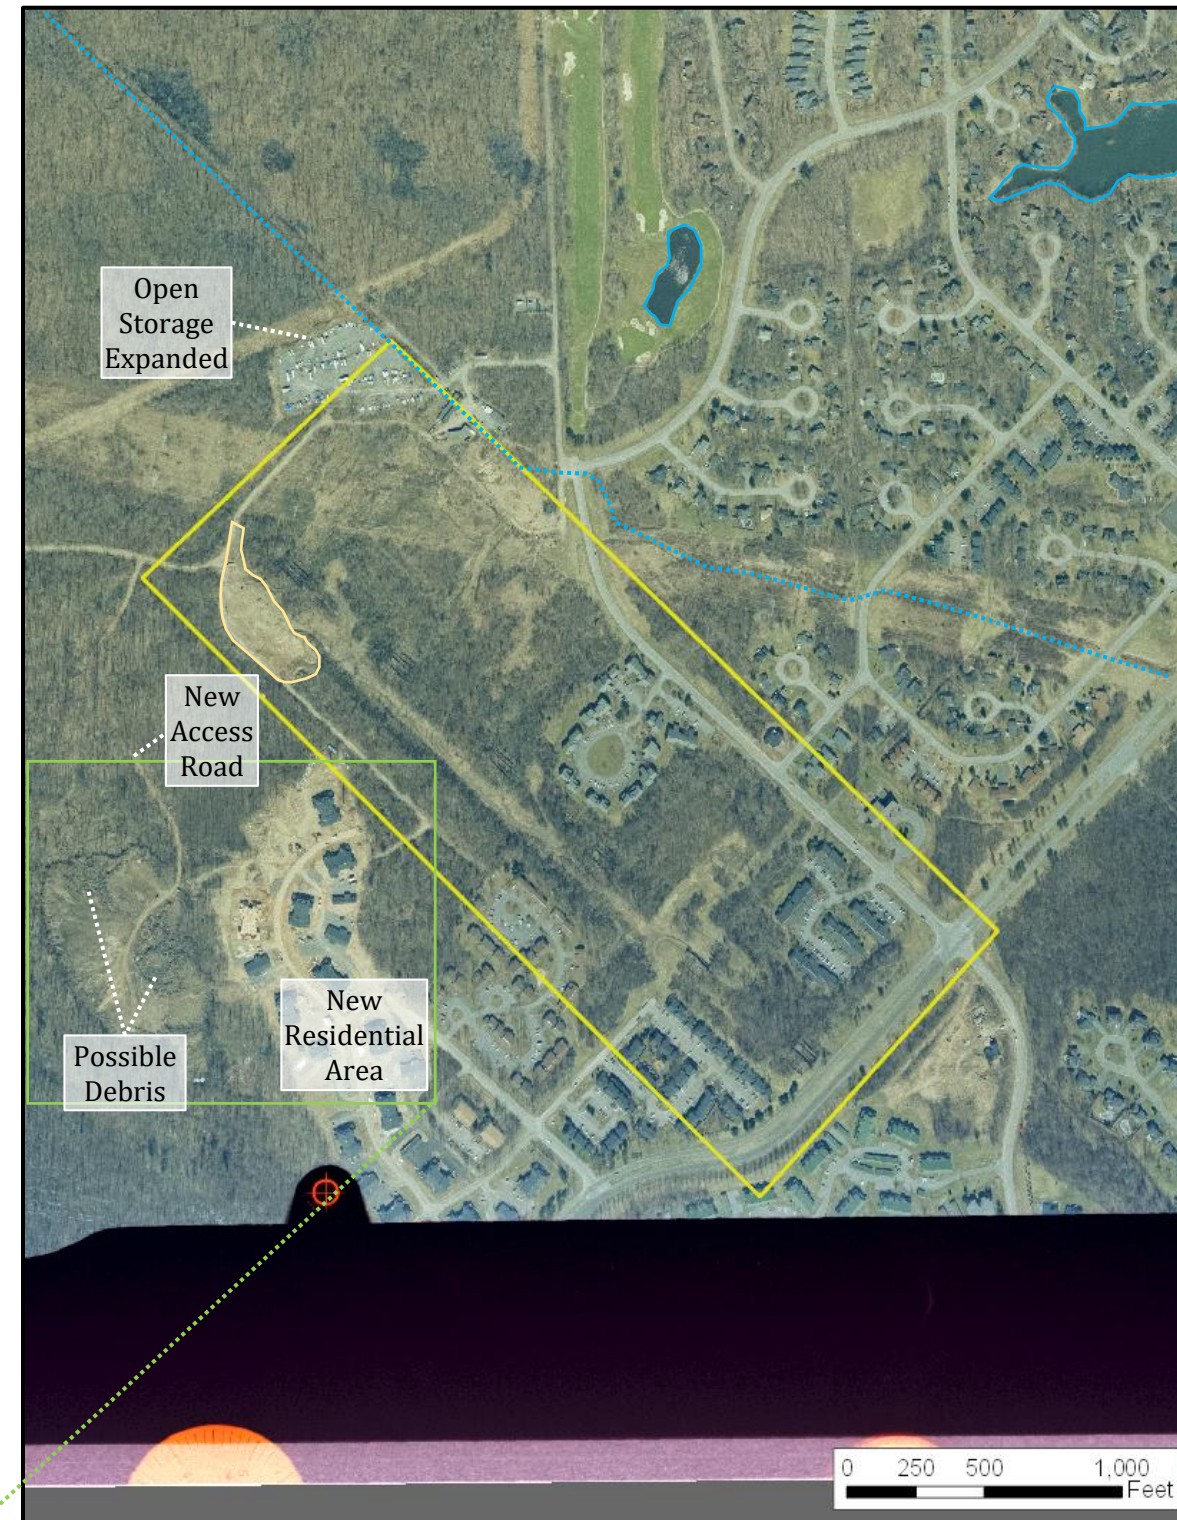 Open
Storage
Expanded
New
Access
Road
New
Residential
Area
Possible
Debris
0 250 500 1,000
Feet